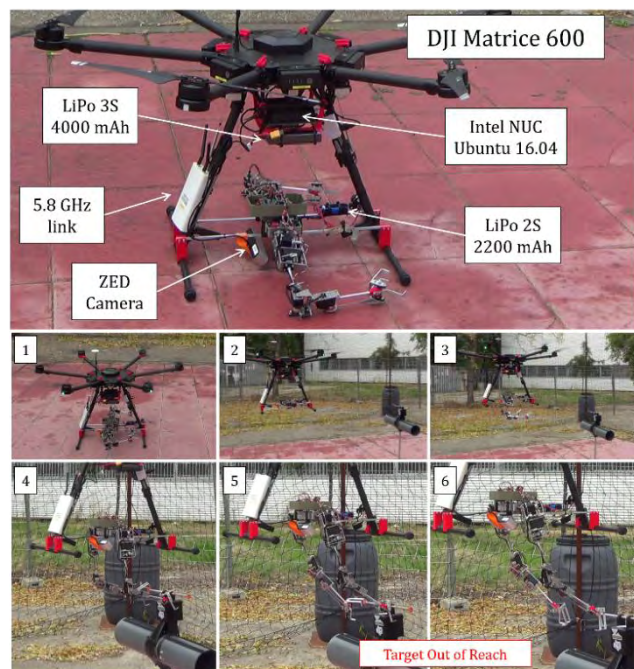 DJI Matrice 600
LiPo 3S
4000 mAh
Intel NUC
Ubuntu 16.04
5.8 GHz
link
LiPo 2S
2200 mAh
ZED
Camera
1
2
3
4
5
6
Target Out of Reach